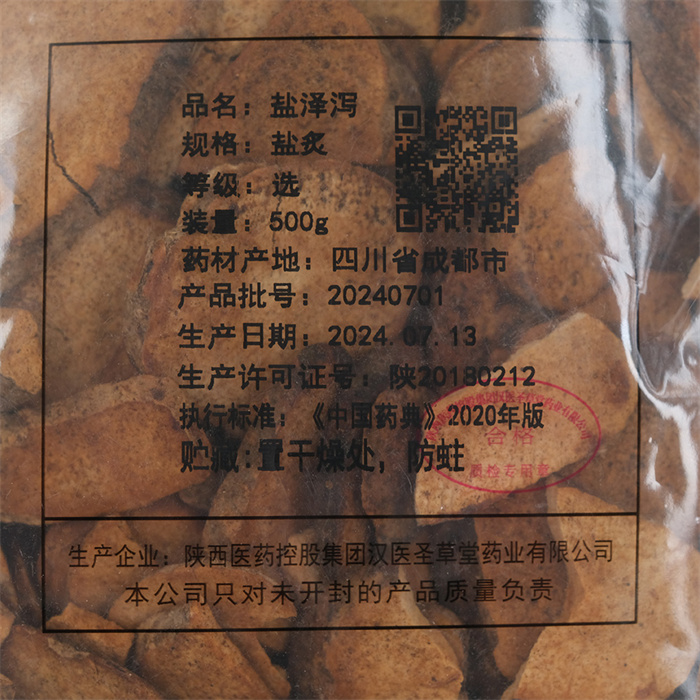 品名：盐泽泻
规格：盐炙
等级：选
装量：500g
药材产地：四川省成都市
产品批号：20240701
生产日期：2024.07.13
生产许可证号：陕20180212
执行标准：《中国药典》2020年版
贮藏:置干燥处，防蛀
合格
质检专用章
生产企业：陕西医药控股集团汉医圣草堂药业有限公司
本公司只对未开封的产品质量负责